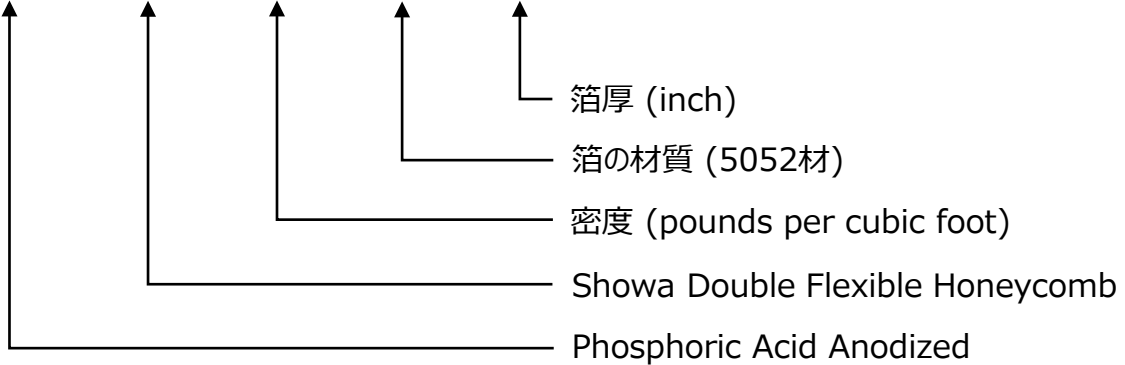 箔厚 (inch)
箔の材質 (5052材)
密度 (pounds per cubic foot)
Showa Double Flexible Honeycomb
Phosphoric Acid Anodized